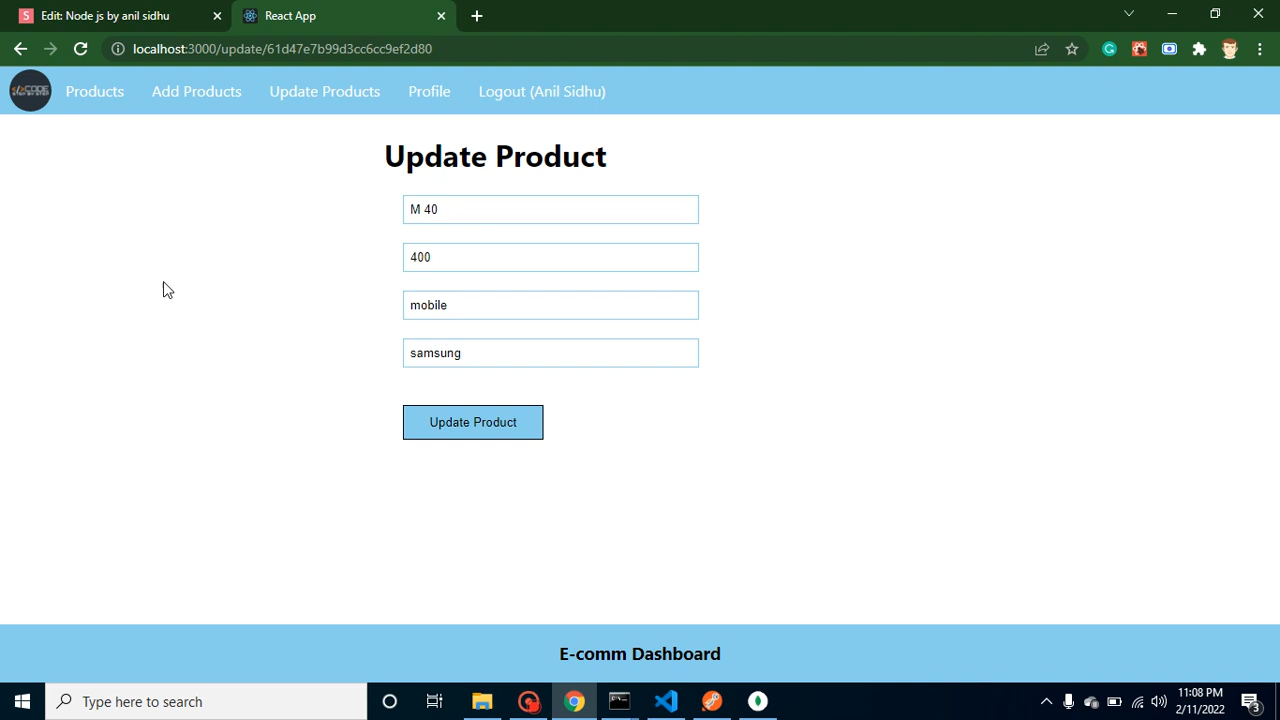 Edit: Node js by anil sidhu
React App
localhost:3000/update/61d47e7b99d3cc6cc9ef2d80
Products
Add Products
Update Products
Profile
Logout (Anil Sidhu)
Update Product
M 40
400
mobile
samsung
Update Product
E-comm Dashboard
Type here to search
11:08 PM
2/11/2022
3